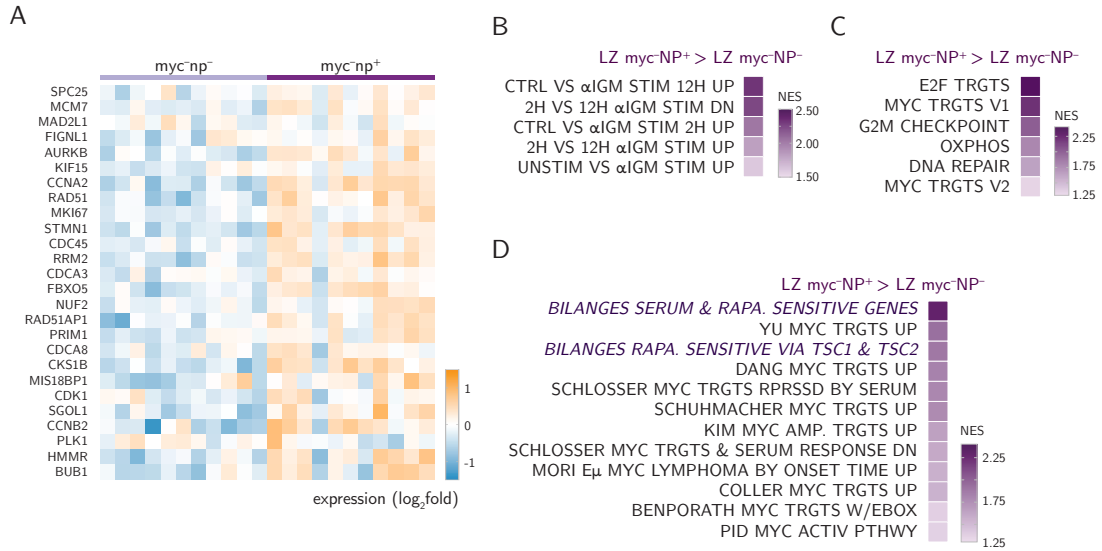 A
myc⁻np⁻
myc⁻np⁺
SPC25
MCM7
MAD2L1
FIGNL1
AURKB
KIF15
CCNA2
RAD51
MKI67
STMN1
CDC45
RRM2
CDCA3
FBXO5
NUF2
RAD51AP1
PRIM1
CDCA8
CKS1B
MIS18BP1
CDK1
SGOL1
CCNB2
PLK1
HMMR
BUB1
1
0
-1
expression (log₂fold)
B
LZ myc⁻NP⁺ > LZ myc⁻NP⁻
CTRL VS αIGM STIM 12H UP
2H VS 12H αIGM STIM DN
CTRL VS αIGM STIM 2H UP
2H VS 12H αIGM STIM UP
UNSTIM VS αIGM STIM UP
NES
2.50
2.00
1.50
C
LZ myc⁻NP⁺ > LZ myc⁻NP⁻
E2F TRGTS
MYC TRGTS V1
G2M CHECKPOINT
OXPHOS
DNA REPAIR
MYC TRGTS V2
NES
2.25
1.75
1.25
D
LZ myc⁻NP⁺ > LZ myc⁻NP⁻
BILANGES SERUM & RAPA. SENSITIVE GENES
YU MYC TRGTS UP
BILANGES RAPA. SENSITIVE VIA TSC1 & TSC2
DANG MYC TRGTS UP
SCHLOSSER MYC TRGTS RPRSSD BY SERUM
SCHUHMACHER MYC TRGTS UP
KIM MYC AMP. TRGTS UP
SCHLOSSER MYC TRGTS & SERUM RESPONSE DN
MORI Eμ MYC LYMPHOMA BY ONSET TIME UP
COLLER MYC TRGTS UP
BENPORATH MYC TRGTS W/EBOX
PID MYC ACTIV PTHWY
NES
2.25
1.75
1.25